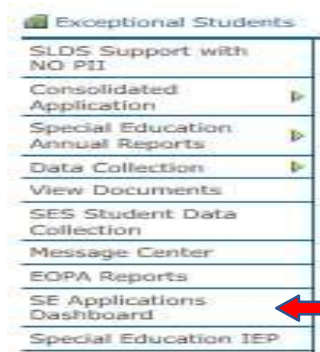 Exceptional Students
SLDS Support with
NO PII
Consolidated
Application
Special Education
Annual Reports
Data Collection
View Documents
SES Student Data
Collection
Message Center
EOPA Reports
SE Applications
Dashboard
Special Education IEP